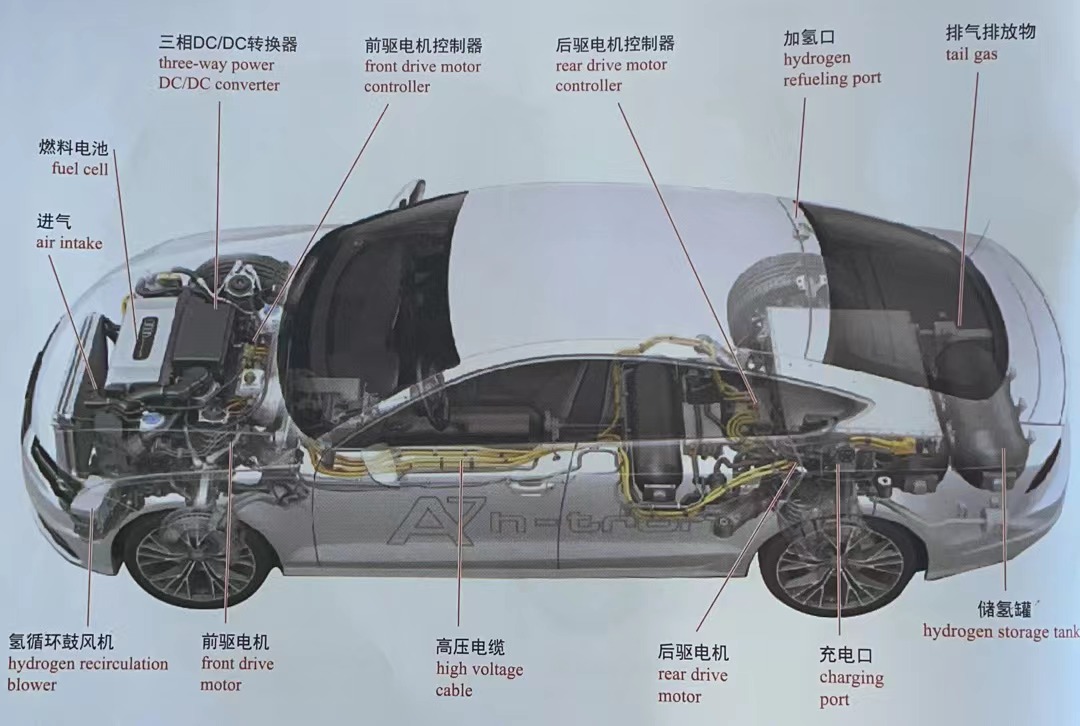 三相DC/DC转换器
three-way power
DC/DC converter
前驱电机控制器
front drive motor
controller
后驱电机控制器
rear drive motor
controller
加氢口
hydrogen
refueling port
排气排放物
tail gas
燃料电池
fuel cell
进气
air intake
A7 h-tron
氢循环鼓风机
hydrogen recirculation
blower
前驱电机
front drive
motor
高压电缆
high voltage
cable
后驱电机
rear drive
motor
充电口
charging
port
储氢罐
hydrogen storage tank